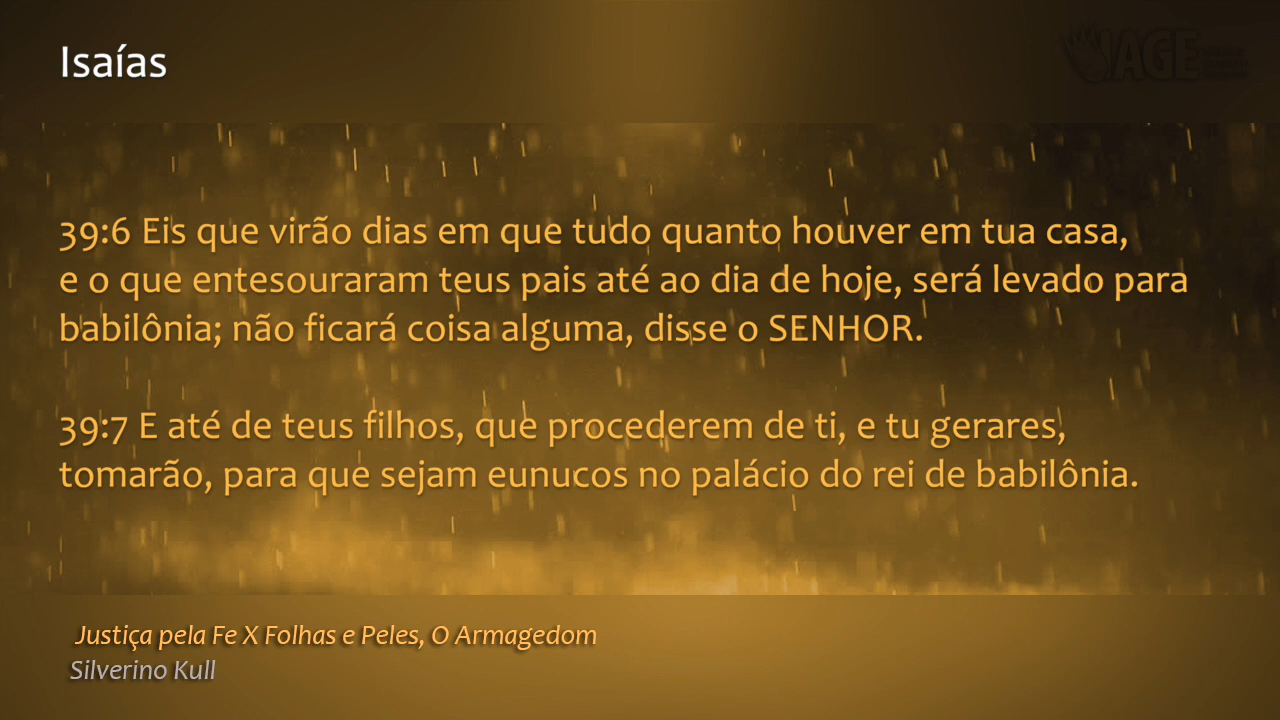 Isaías
IAGE
39:6 Eis que virão dias em que tudo quanto houver em tua casa,
e o que entesouraram teus pais até ao dia de hoje, será levado para
babilônia; não ficará coisa alguma, disse o SENHOR.
39:7 E até de teus filhos, que procederem de ti, e tu gerares,
tomarão, para que sejam eunucos no palácio do rei de babilônia.
Justiça pela Fe X Folhas e Peles, O Armagedom
Silverino Kull